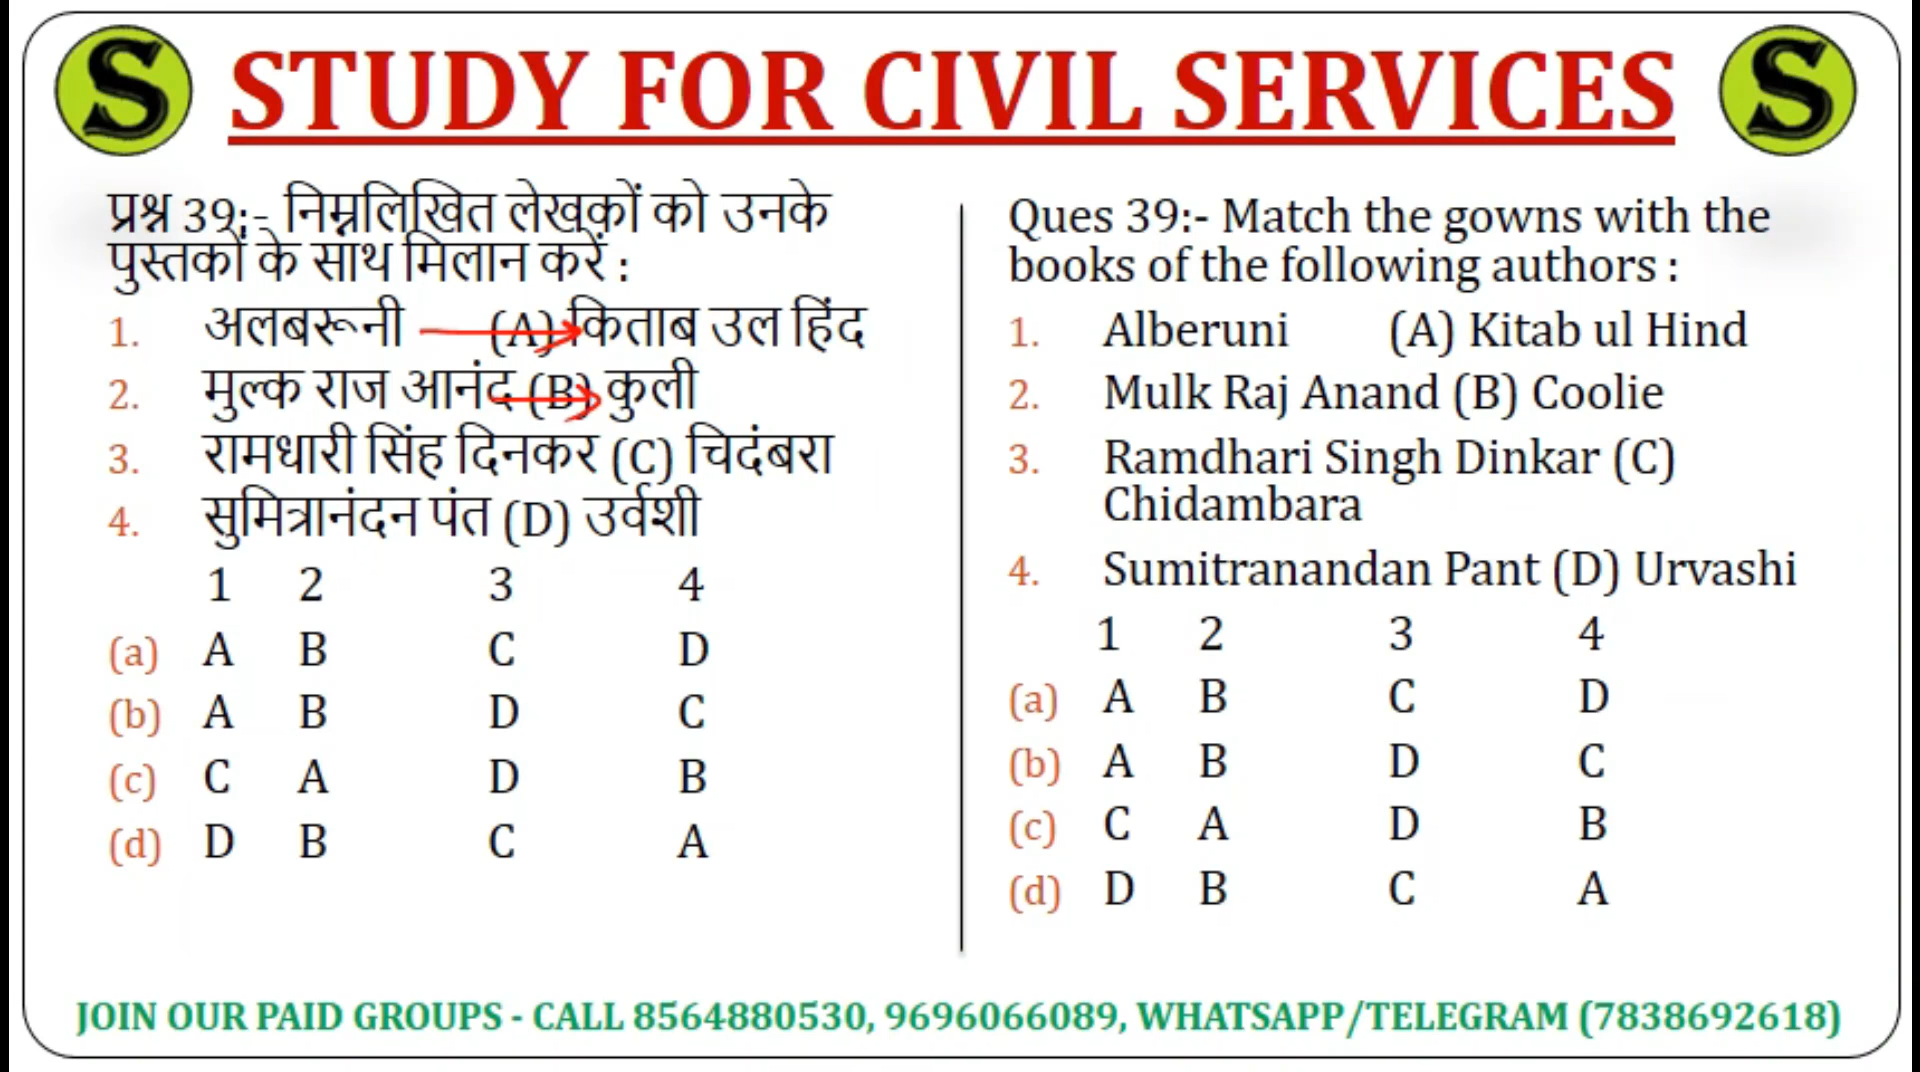 S STUDY FOR CIVIL SERVICES S
प्रश्न 39:- निम्नलिखित लेखकों को उनके
पुस्तकों के साथ मिलान करें :
1. अलबरूनी (A) किताब उल हिंद
2. मुल्क राज आनंद (B) कुली
3. रामधारी सिंह दिनकर (C) चिदंबरा
4. सुमित्रानंदन पंत (D) उर्वशी
1 2 3 4
(a) A B C D
(b) A B D C
(c) C A D B
(d) D B C A
Ques 39:- Match the gowns with the
books of the following authors :
1. Alberuni (A) Kitab ul Hind
2. Mulk Raj Anand (B) Coolie
3. Ramdhari Singh Dinkar (C)
Chidambara
4. Sumitranandan Pant (D) Urvashi
1 2 3 4
(a) A B C D
(b) A B D C
(c) C A D B
(d) D B C A
JOIN OUR PAID GROUPS - CALL 8564880530, 9696066089, WHATSAPP/TELEGRAM (7838692618)